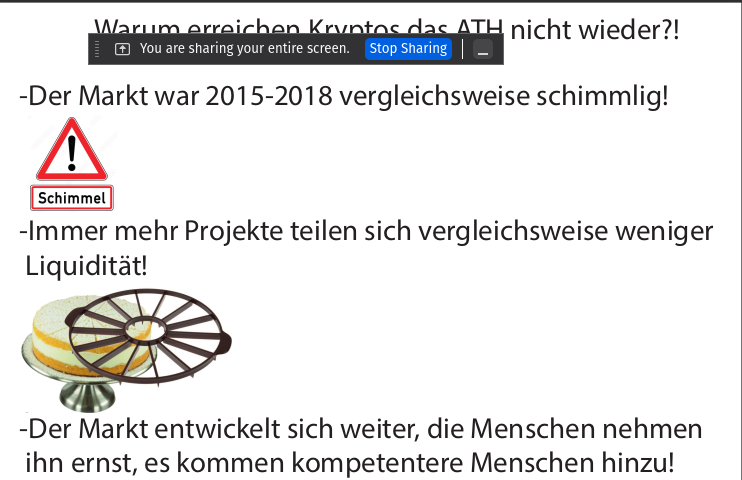 Warum erreichen Kryptos das ATH nicht wieder?!
You are sharing your entire screen. Stop Sharing
-Der Markt war 2015-2018 vergleichsweise schimmlig!
Schimmel
-Immer mehr Projekte teilen sich vergleichsweise weniger
Liquidität!
-Der Markt entwickelt sich weiter, die Menschen nehmen
ihn ernst, es kommen kompetentere Menschen hinzu!